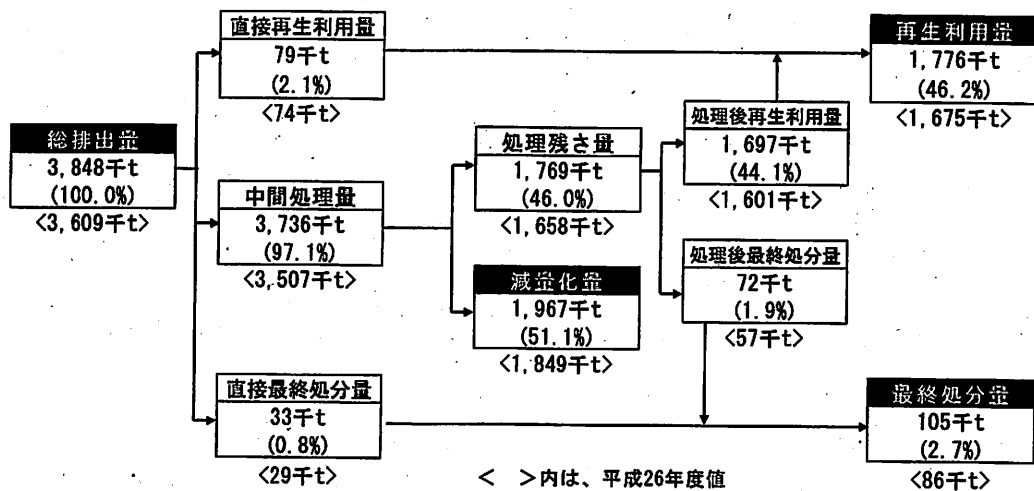 直接再生利用量
79千t
(2.1%)
<74千t>
再生利用量
1,776千t
(46.2%)
<1,675千t>
総排出量
3,848千t
(100.0%)
<3,609千t>
中間処理量
3,736千t
(97.1%)
<3,507千t>
処理残さ量
1,769千t
(46.0%)
<1,658千t>
処理後再生利用量
1,697千t
(44.1%)
<1,601千t>
減量化量
1,967千t
(51.1%)
<1,849千t>
処理後最終処分量
72千t
(1.9%)
<57千t>
直接最終処分量
33千t
(0.8%)
<29千t>
最終処分量
105千t
(2.7%)
<86千t>
< >内は、平成26年度値